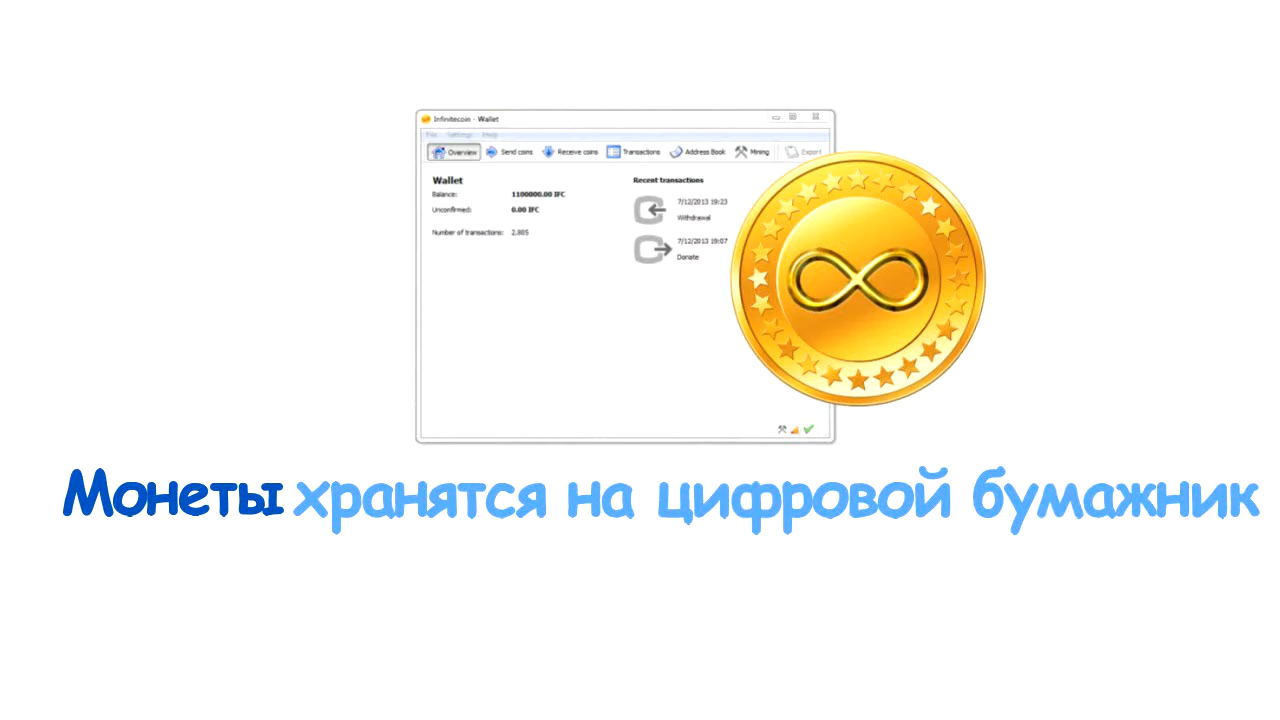 Infinitecoin - Wallet
File Settings Help
Overview Send coins Receive coins Transactions Address Book Mining Export
Wallet
Balance: 1100000.00 IFC
Unconfirmed: 0.00 IFC
Number of transactions: 2.805
Recent transactions
7/12/2013 19:23
Withdrawal
7/12/2013 19:07
Donate
Монеты хранятся на цифровой бумажник